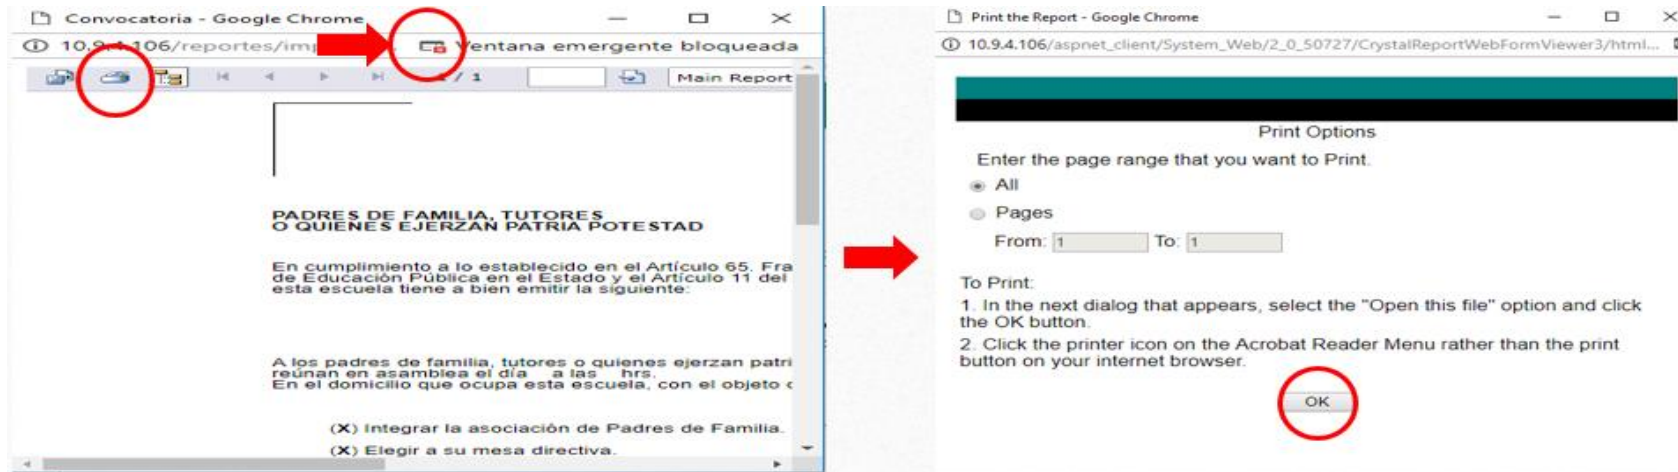 Convocatoria - Google Chrome
10.9.4.106/reportes/imp Ventana emergente bloqueada
/ 1 Main Report
PADRES DE FAMILIA, TUTORES
O QUIENES EJERZAN PATRIA POTESTAD
En cumplimiento a lo establecido en el Artículo 65. Fra
de Educación Pública en el Estado y el Artículo 11 del
esta escuela tiene a bien emitir la siguiente:
A los padres de familia, tutores o quienes ejerzan patri
reúnan en asamblea el día a las hrs.
En el domicilio que ocupa esta escuela, con el objeto
(X) Integrar la asociación de Padres de Familia.
(X) Elegir a su mesa directiva.
Print the Report - Google Chrome
10.9.4.106/aspnet_client/System_Web/2_0_50727/CrystalReportWebFormViewer3/html...
Print Options
Enter the page range that you want to Print.
All
Pages
From: 1 To: 1
To Print:
1. In the next dialog that appears, select the "Open this file" option and click
the OK button.
2. Click the printer icon on the Acrobat Reader Menu rather than the print
button on your internet browser.
OK